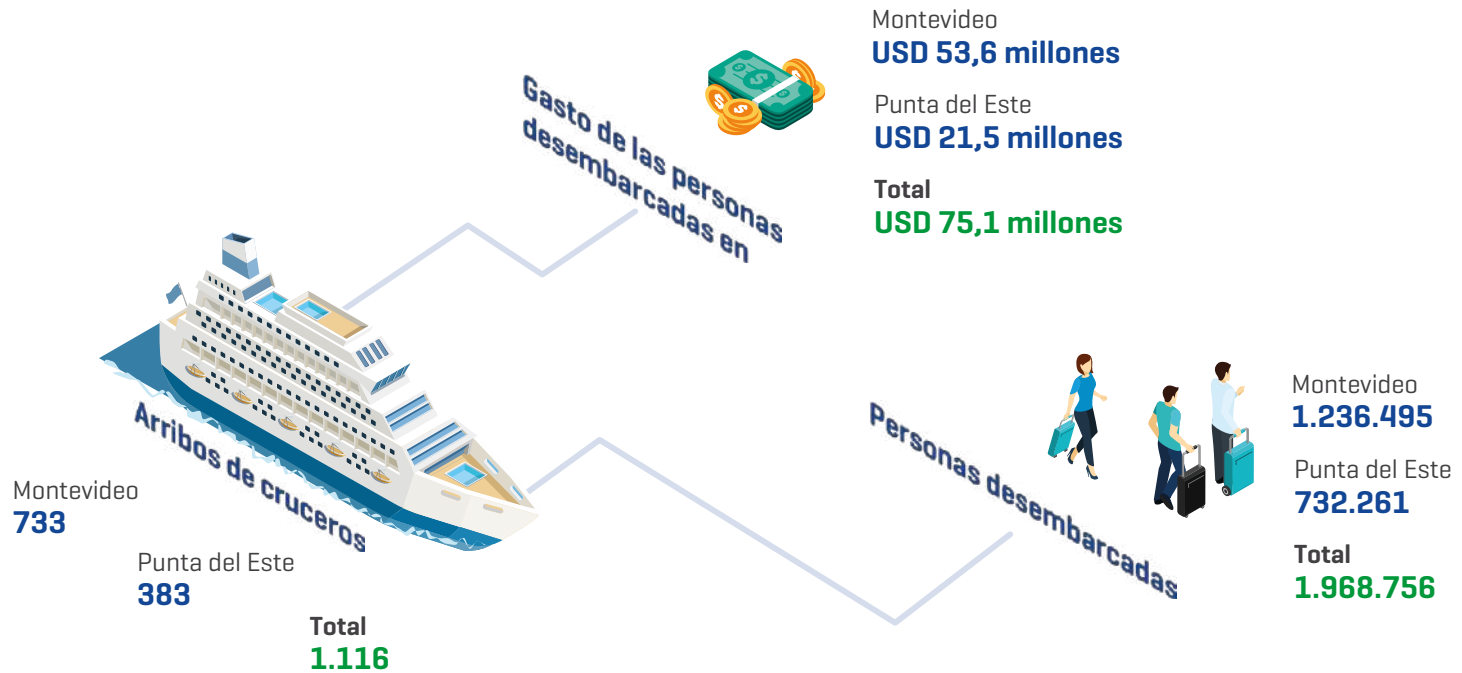 Gasto de las personas
desembarcadas en
Montevideo
USD 53,6 millones
Punta del Este
USD 21,5 millones
Total
USD 75,1 millones
Arribos de cruceros
Montevideo
733
Punta del Este
383
Total
1.116
Personas desembarcadas
Montevideo
1.236.495
Punta del Este
732.261
Total
1.968.756